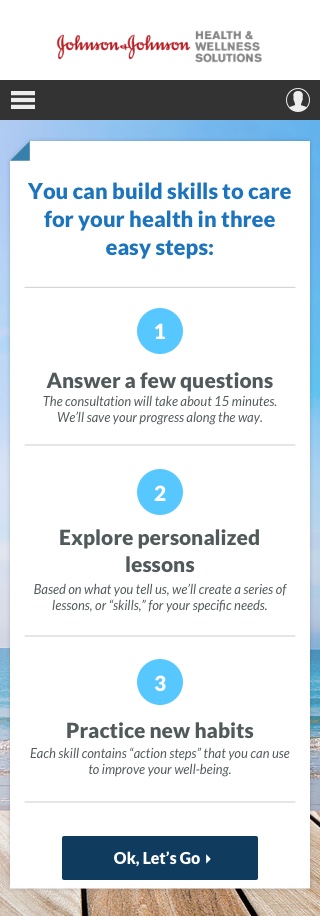 Johnson & Johnson HEALTH &
WELLNESS
SOLUTIONS
You can build skills to care
for your health in three
easy steps:
1
Answer a few questions
The consultation will take about 15 minutes.
We’ll save your progress along the way.
2
Explore personalized
lessons
Based on what you tell us, we’ll create a series of
lessons, or “skills,” for your specific needs.
3
Practice new habits
Each skill contains “action steps” that you can use
to improve your well-being.
Ok, Let’s Go